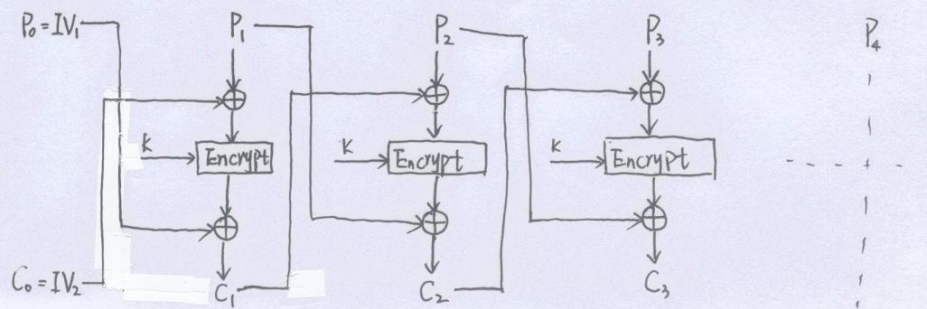 P₀ = IV₁ P₁ P₂ P₃ P₄
K Encrypt K Encrypt K Encrypt
C₀ = IV₂ C₁ C₂ C₃